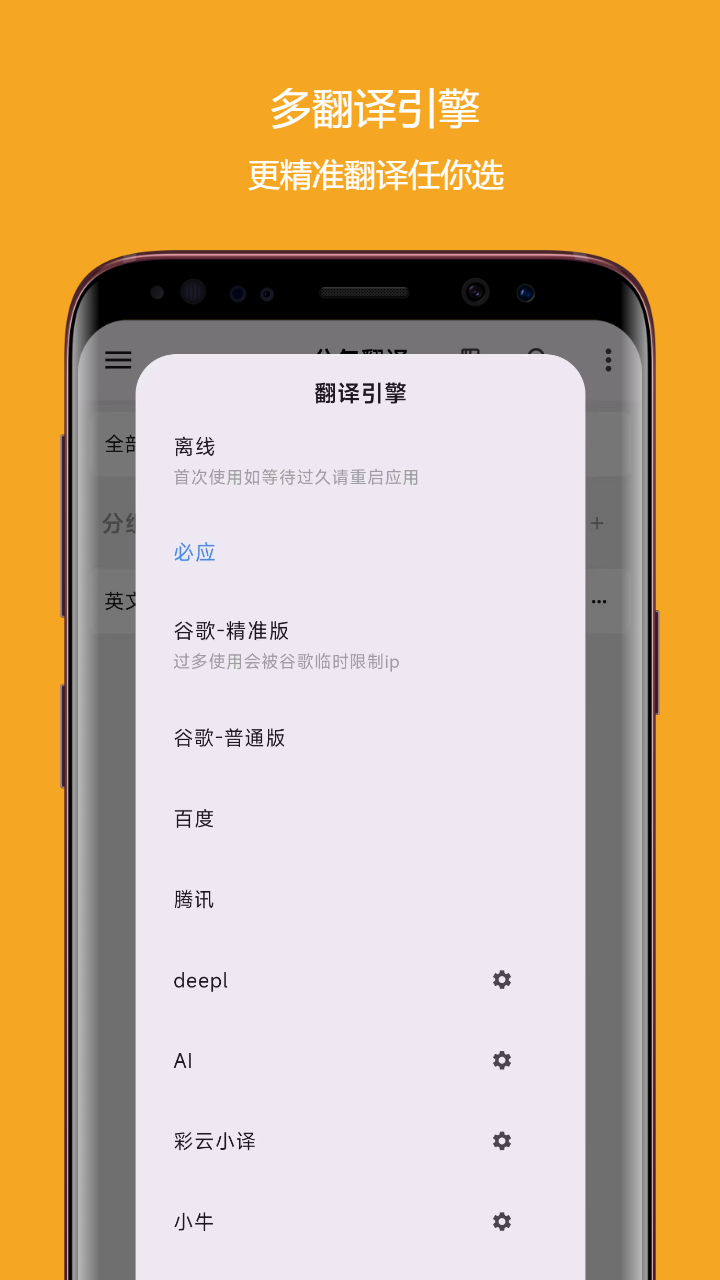 多翻译引擎
更精准翻译任你选
翻译引擎
全部
离线
首次使用如等待过久请重启应用
分组
必应
英文
谷歌-精准版
过多使用会被谷歌临时限制ip
谷歌-普通版
百度
腾讯
deepl
AI
彩云小译
小牛